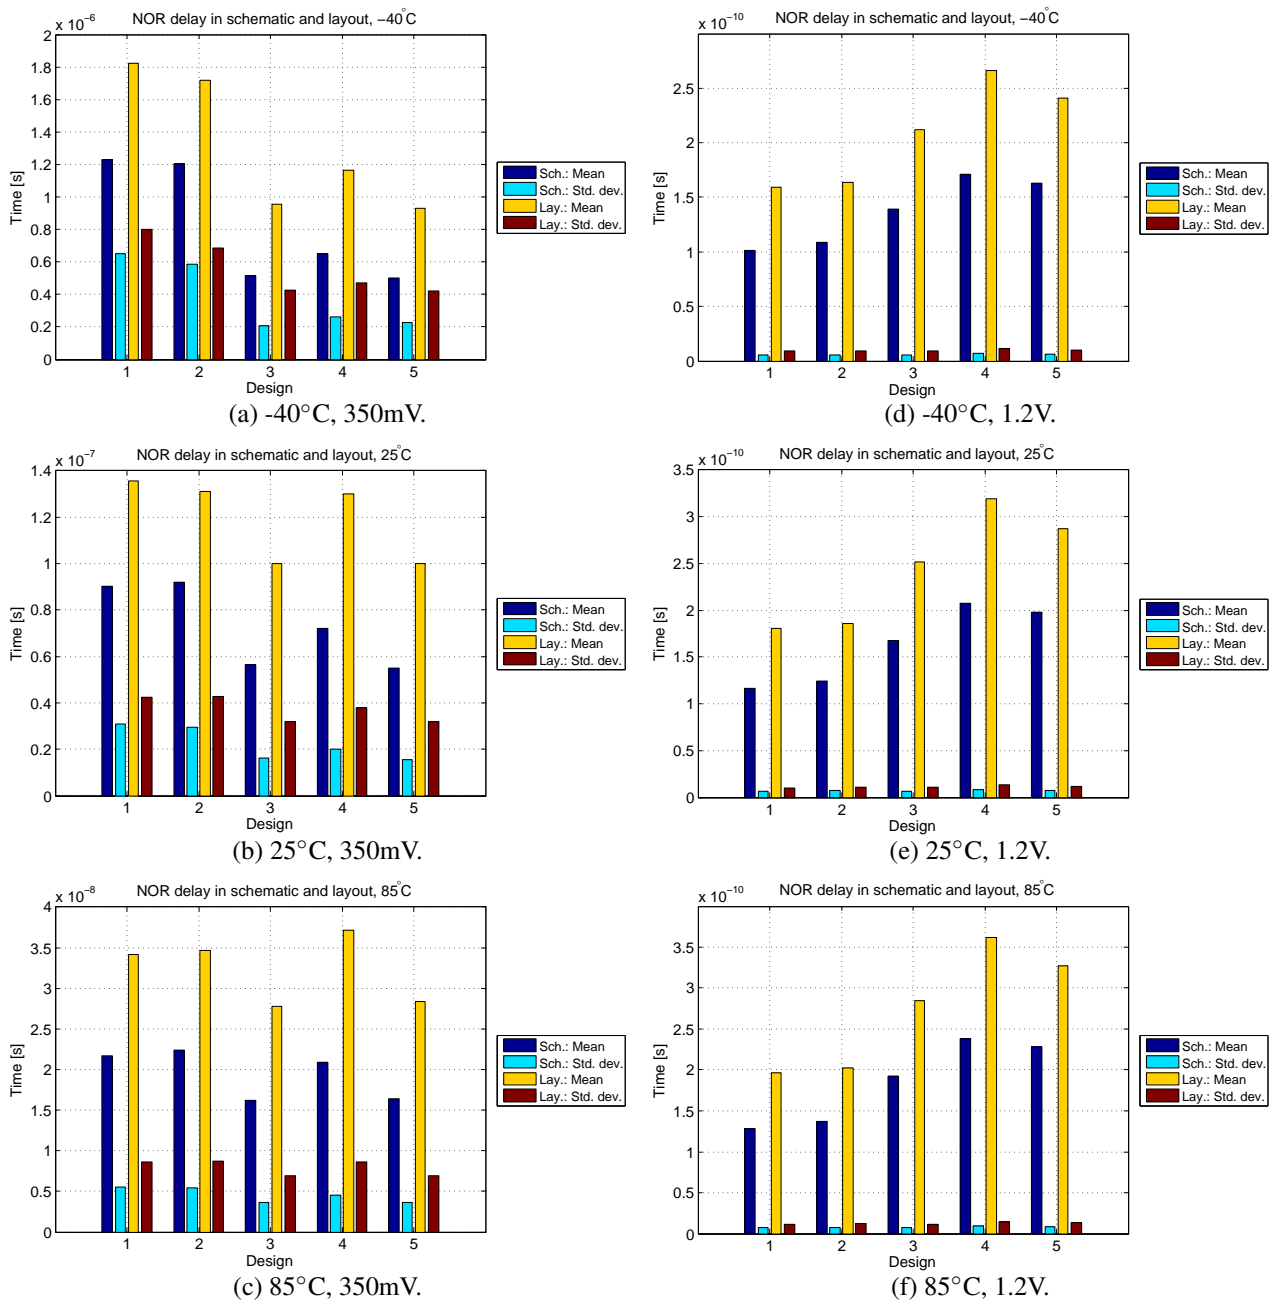 NOR delay in schematic and layout, −40°C
x 10⁻⁶
2
1.8
1.6
1.4
1.2
1
0.8
0.6
0.4
0.2
0
Time [s]
1 2 3 4 5
Design
Sch.: Mean
Sch.: Std. dev.
Lay.: Mean
Lay.: Std. dev.
(a) -40°C, 350mV.
NOR delay in schematic and layout, −40°C
x 10⁻¹⁰
2.5
2
1.5
1
0.5
0
Time [s]
1 2 3 4 5
Design
Sch.: Mean
Sch.: Std. dev.
Lay.: Mean
Lay.: Std. dev.
(d) -40°C, 1.2V.
NOR delay in schematic and layout, 25°C
x 10⁻⁷
1.4
1.2
1
0.8
0.6
0.4
0.2
0
Time [s]
1 2 3 4 5
Design
Sch.: Mean
Sch.: Std. dev.
Lay.: Mean
Lay.: Std. dev.
(b) 25°C, 350mV.
NOR delay in schematic and layout, 25°C
x 10⁻¹⁰
3.5
3
2.5
2
1.5
1
0.5
0
Time [s]
1 2 3 4 5
Design
Sch.: Mean
Sch.: Std. dev.
Lay.: Mean
Lay.: Std. dev.
(e) 25°C, 1.2V.
NOR delay in schematic and layout, 85°C
x 10⁻⁸
4
3.5
3
2.5
2
1.5
1
0.5
0
Time [s]
1 2 3 4 5
Design
Sch.: Mean
Sch.: Std. dev.
Lay.: Mean
Lay.: Std. dev.
(c) 85°C, 350mV.
NOR delay in schematic and layout, 85°C
x 10⁻¹⁰
3.5
3
2.5
2
1.5
1
0.5
0
Time [s]
1 2 3 4 5
Design
Sch.: Mean
Sch.: Std. dev.
Lay.: Mean
Lay.: Std. dev.
(f) 85°C, 1.2V.